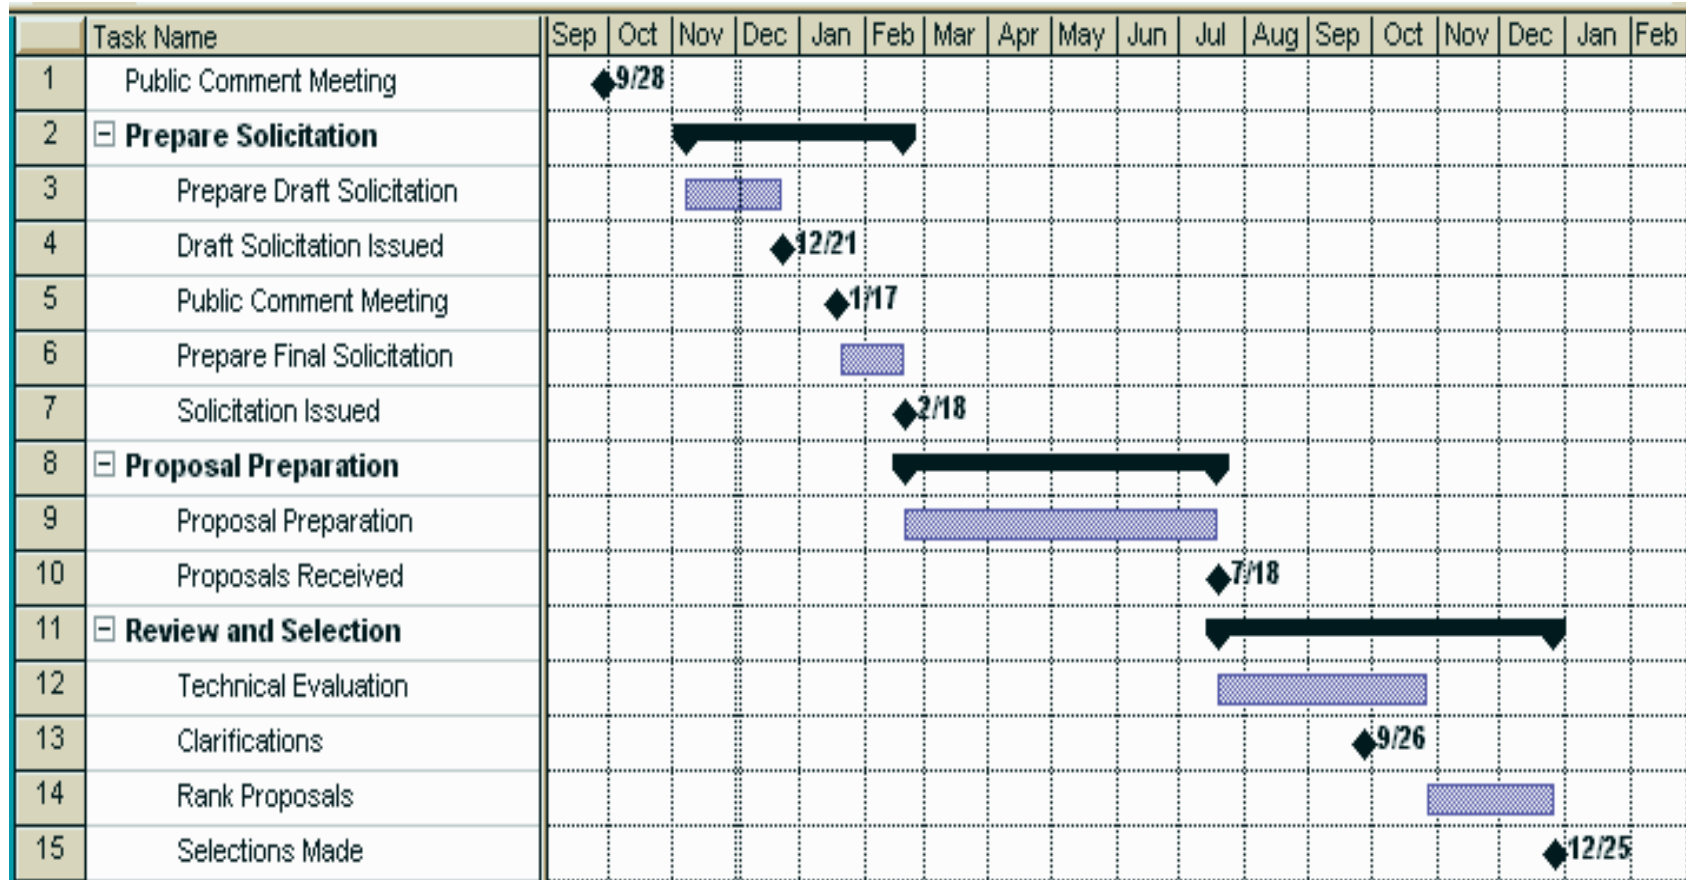 Task Name Sep Oct Nov Dec Jan Feb Mar Apr May Jun Jul Aug Sep Oct Nov Dec Jan Feb
1 Public Comment Meeting 9/28
2 Prepare Solicitation
3 Prepare Draft Solicitation
4 Draft Solicitation Issued 12/21
5 Public Comment Meeting 1/17
6 Prepare Final Solicitation
7 Solicitation Issued 2/18
8 Proposal Preparation
9 Proposal Preparation
10 Proposals Received 7/18
11 Review and Selection
12 Technical Evaluation
13 Clarifications 9/26
14 Rank Proposals
15 Selections Made 12/25